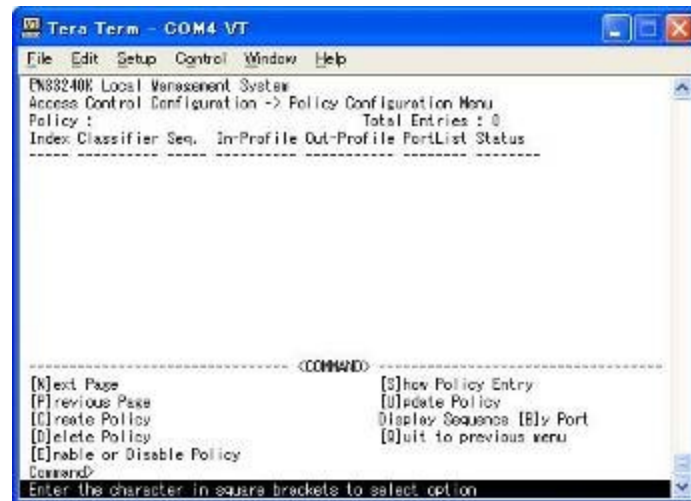 Tera Term - COM4 VT
File Edit Setup Control Window Help
PN83240K Local Management System
Access Control Configuration -> Policy Configuration Menu
Policy : Total Entries : 0
Index Classifier Seq. In-Profile Out-Profile PortList Status
----- ---------- ----- ---------- ----------- -------- --------
<COMMAND>
[N]ext Page [S]how Policy Entry
[P]revious Page [U]pdate Policy
[C]reate Policy Display Sequence [B]y Port
[D]elete Policy [Q]uit to previous menu
[E]nable or Disable Policy
Command>
Enter the character in square brackets to select option